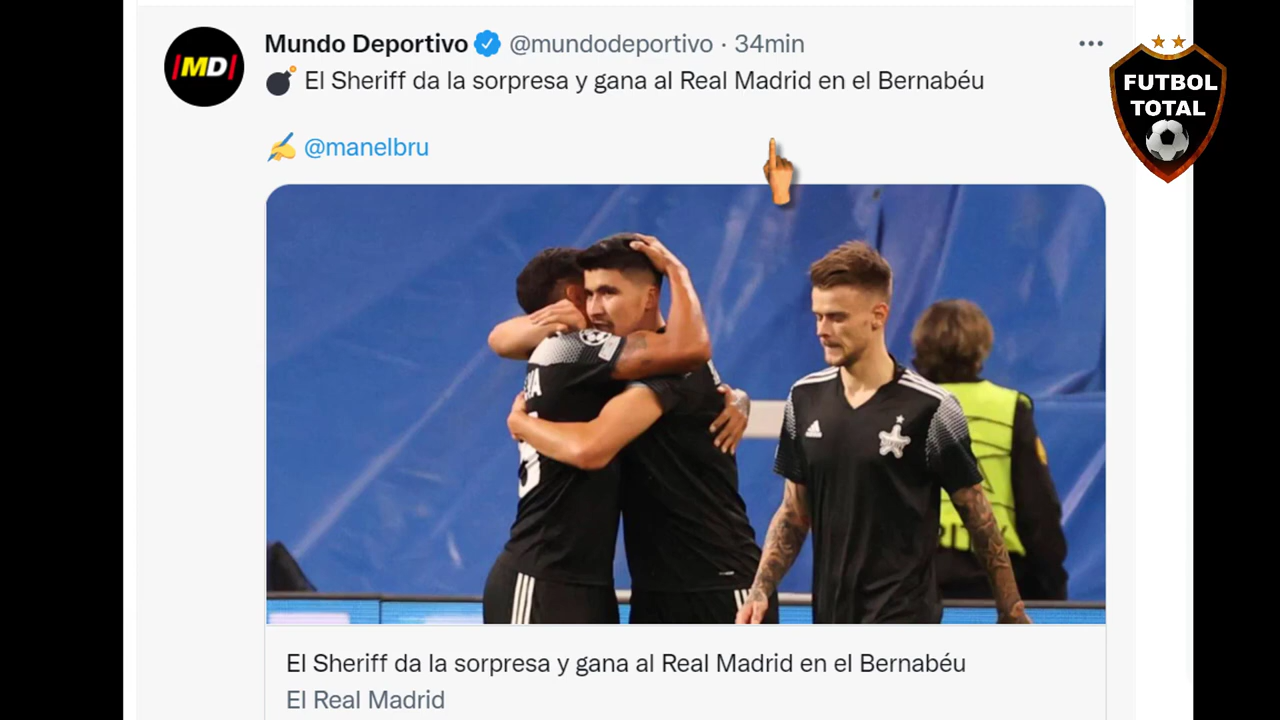 Mundo Deportivo @mundodeportivo · 34min
MD
💣 El Sheriff da la sorpresa y gana al Real Madrid en el Bernabéu
✍️ @manelbru
FUTBOL
TOTAL
El Sheriff da la sorpresa y gana al Real Madrid en el Bernabéu
El Real Madrid